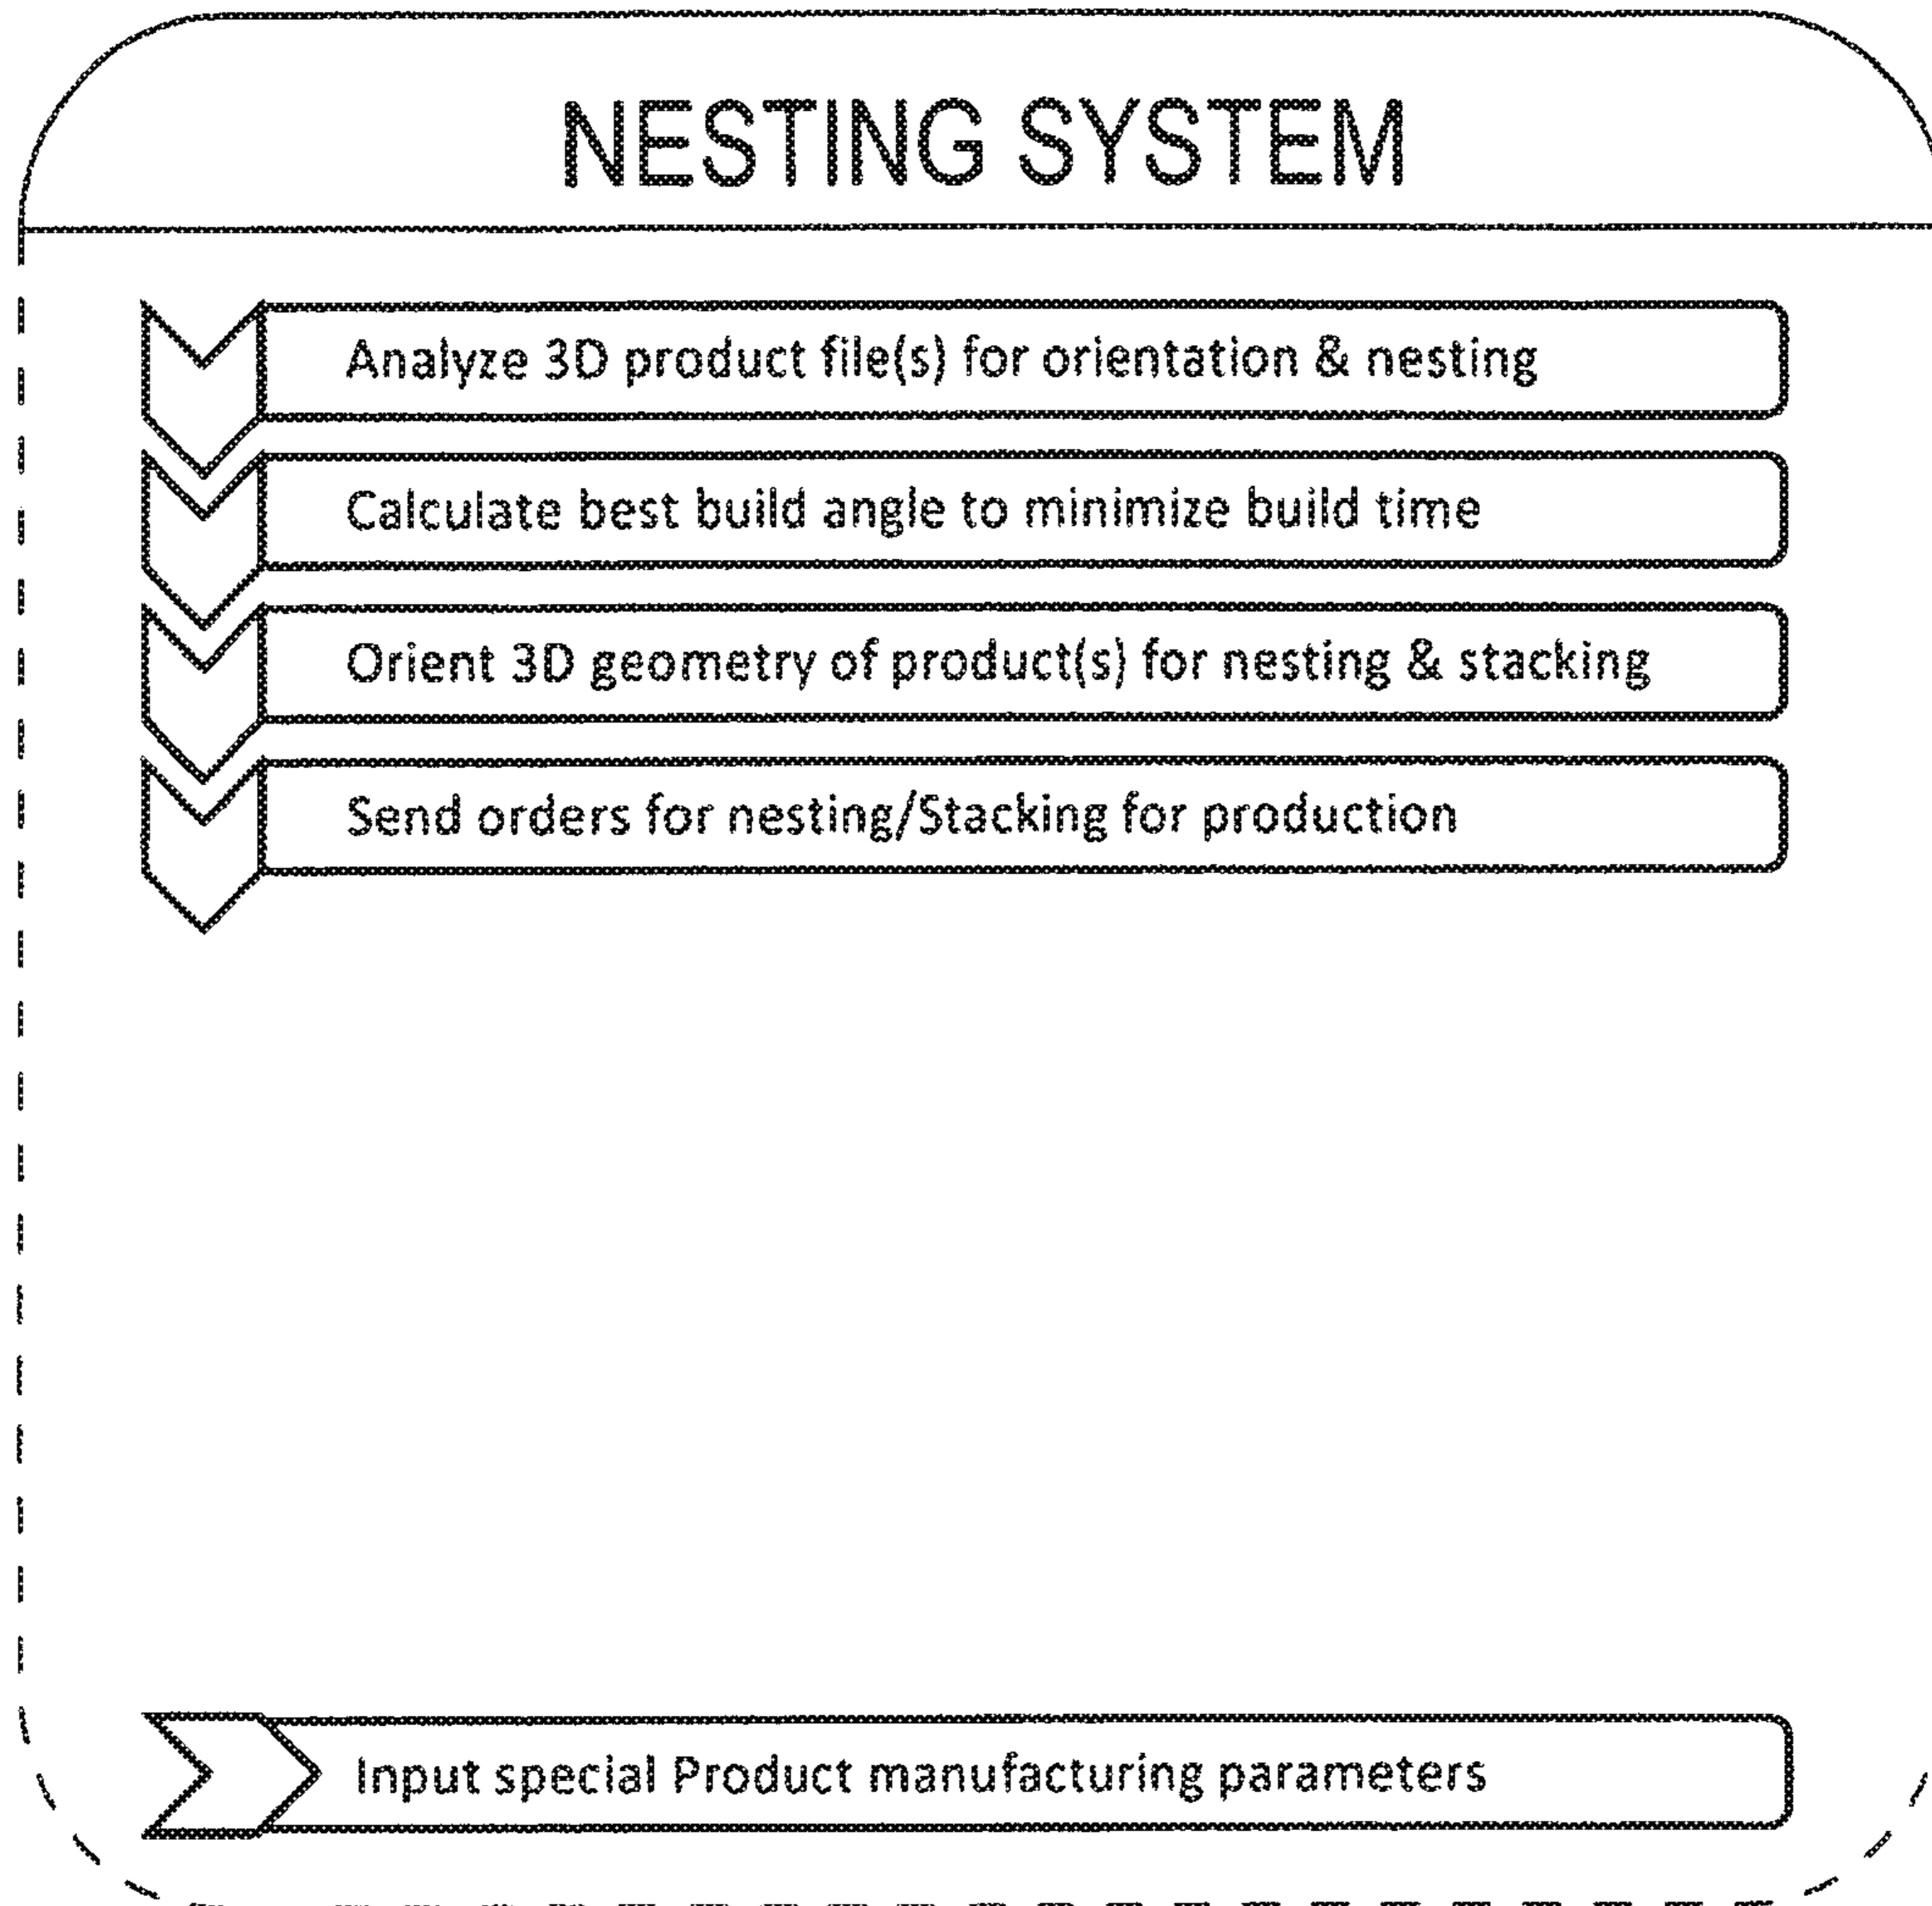 NESTING SYSTEM
Analyze 3D product file(s) for orientation & nesting
Calculate best build angle to minimize build time
Orient 3D geometry of product(s) for nesting & stacking
Send orders for nesting/Stacking for production
Input special Product manufacturing parameters